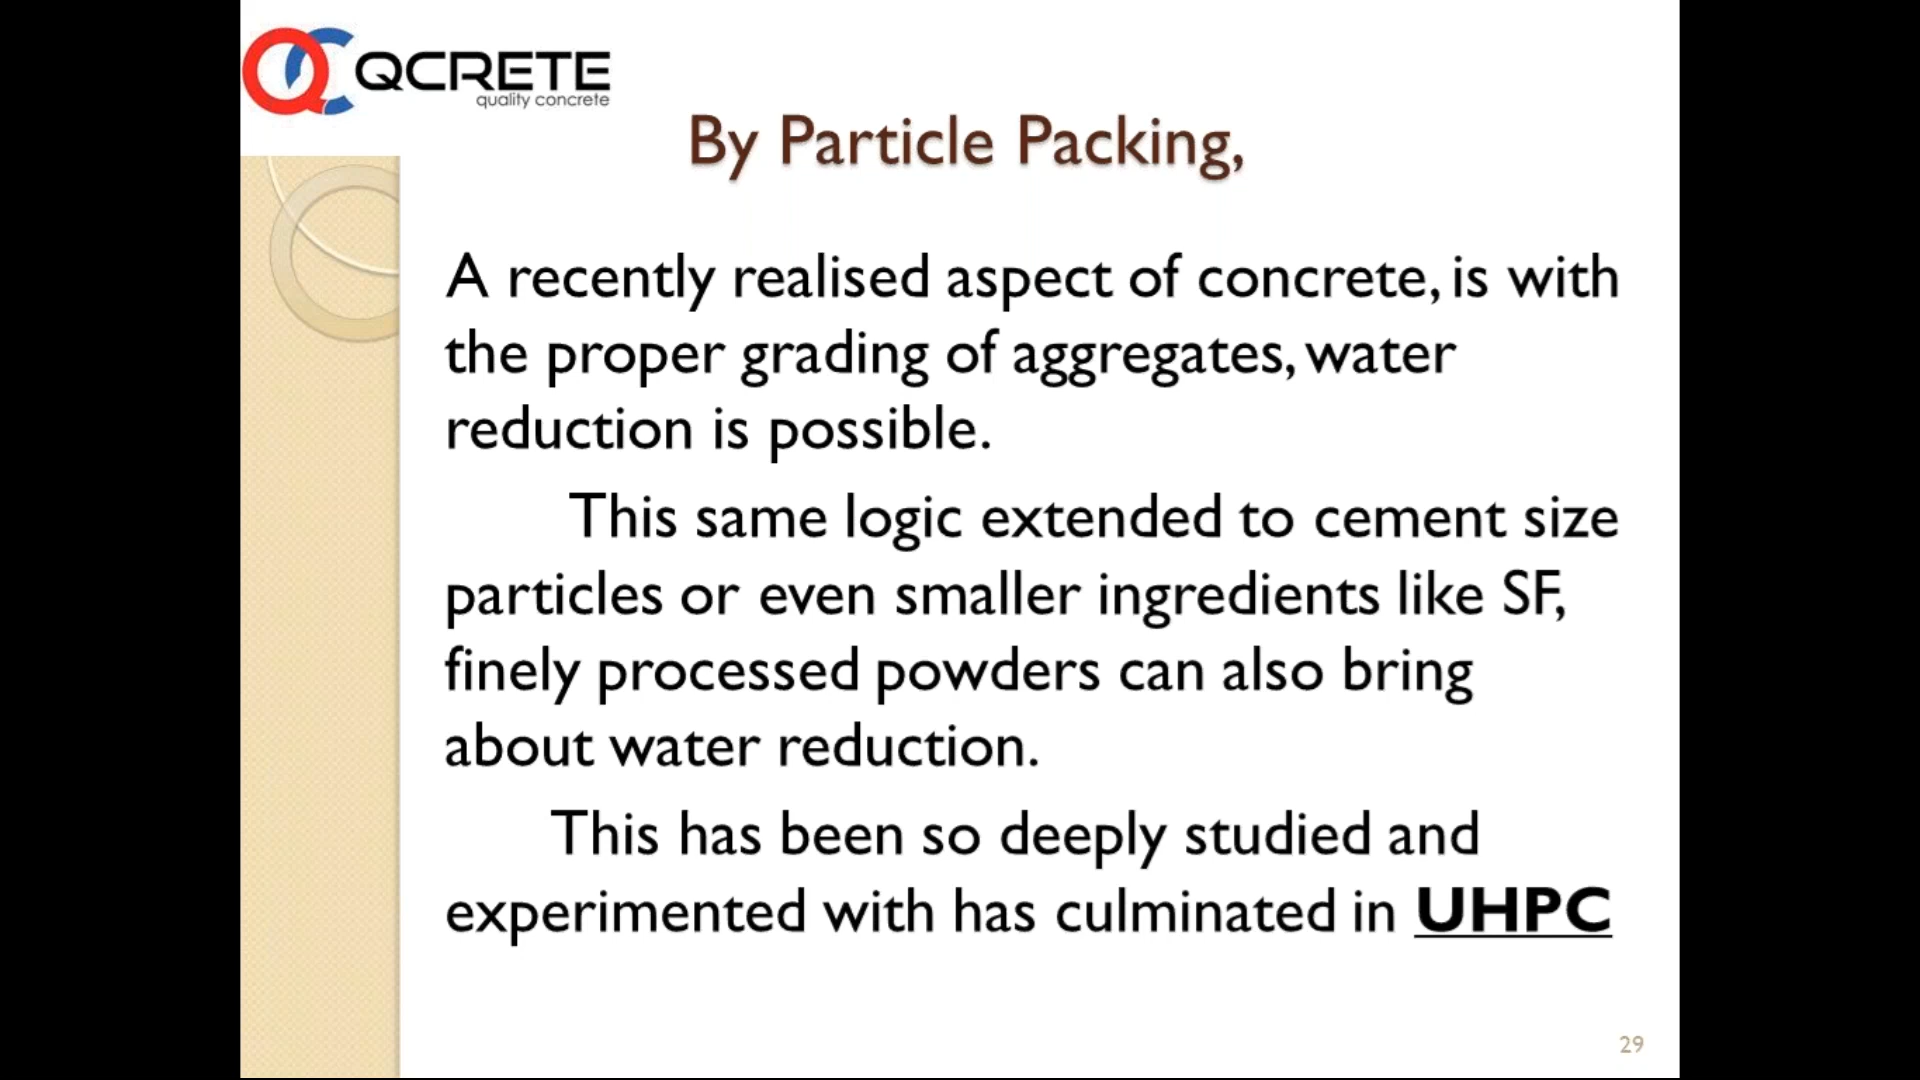 QC QCRETE
quality concrete
By Particle Packing,
A recently realised aspect of concrete, is with
the proper grading of aggregates, water
reduction is possible.
This same logic extended to cement size
particles or even smaller ingredients like SF,
finely processed powders can also bring
about water reduction.
This has been so deeply studied and
experimented with has culminated in UHPC
29